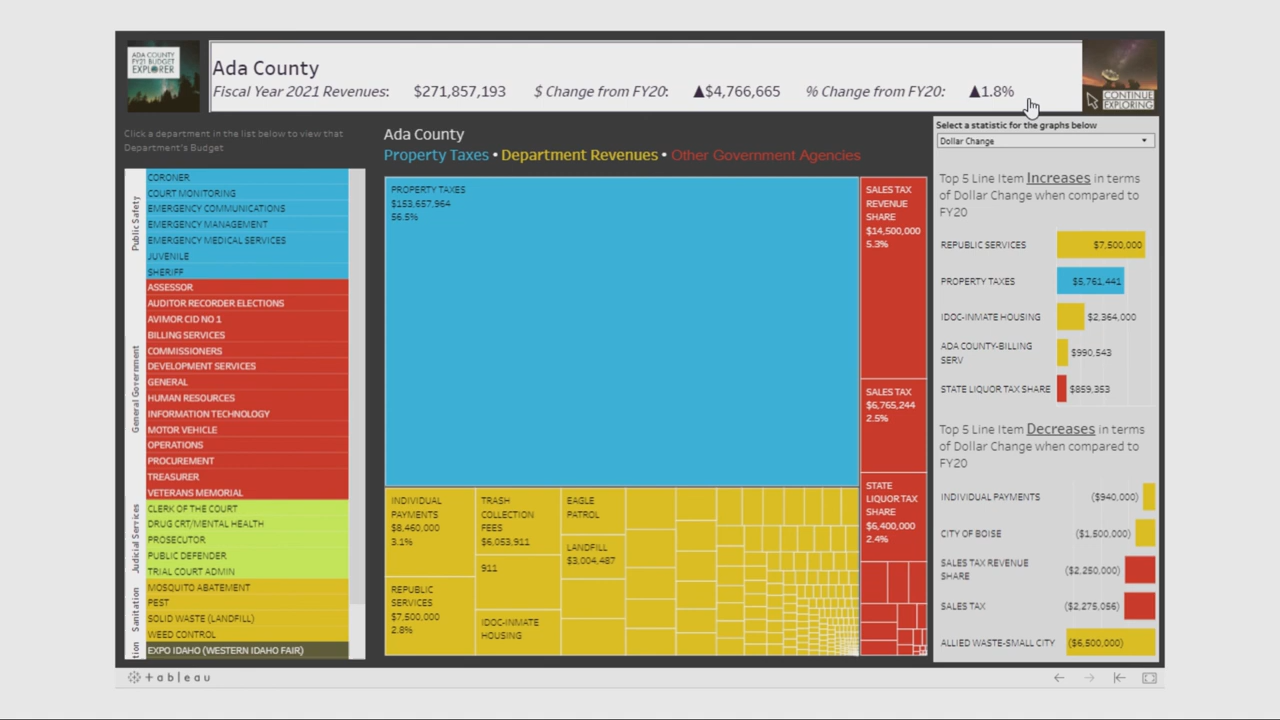 ADA COUNTY
FY21 BUDGET
EXPLORER
Ada County
Fiscal Year 2021 Revenues: $271,857,193 $ Change from FY20: ▲$4,766,665 % Change from FY20: ▲1.8%
CONTINUE
EXPLORING
Click a department in the list below to view that
Department's Budget
Public Safety
CORONER
COURT MONITORING
EMERGENCY COMMUNICATIONS
EMERGENCY MANAGEMENT
EMERGENCY MEDICAL SERVICES
JUVENILE
SHERIFF
General Government
ASSESSOR
AUDITOR RECORDER ELECTIONS
AVIMOR CID NO 1
BILLING SERVICES
COMMISSIONERS
DEVELOPMENT SERVICES
GENERAL
HUMAN RESOURCES
INFORMATION TECHNOLOGY
MOTOR VEHICLE
OPERATIONS
PROCUREMENT
TREASURER
VETERANS MEMORIAL
Judicial Services
CLERK OF THE COURT
DRUG CRT/MENTAL HEALTH
PROSECUTOR
PUBLIC DEFENDER
TRIAL COURT ADMIN
Sanitation
MOSQUITO ABATEMENT
PEST
SOLID WASTE (LANDFILL)
WEED CONTROL
tion
EXPO IDAHO (WESTERN IDAHO FAIR)
Ada County
Property Taxes • Department Revenues • Other Government Agencies
PROPERTY TAXES
$153,657,964
56.5%
SALES TAX
REVENUE
SHARE
$14,500,000
5.3%
SALES TAX
$6,765,244
2.5%
STATE
LIQUOR TAX
SHARE
$6,400,000
2.4%
INDIVIDUAL
PAYMENTS
$8,460,000
3.1%
REPUBLIC
SERVICES
$7,500,000
2.8%
TRASH
COLLECTION
FEES
$6,053,911
911
IDOC-INMATE
HOUSING
EAGLE
PATROL
LANDFILL
$3,004,487
Select a statistic for the graphs below
Dollar Change
Top 5 Line Item Increases in terms
of Dollar Change when compared to
FY20
REPUBLIC SERVICES $7,500,000
PROPERTY TAXES $5,761,441
IDOC-INMATE HOUSING $2,364,000
ADA COUNTY-BILLING
SERV $990,543
STATE LIQUOR TAX SHARE $859,353
Top 5 Line Item Decreases in terms
of Dollar Change when compared to
FY20
INDIVIDUAL PAYMENTS ($940,000)
CITY OF BOISE ($1,500,000)
SALES TAX REVENUE
SHARE ($2,250,000)
SALES TAX ($2,275,056)
ALLIED WASTE-SMALL CITY ($6,500,000)
+ableau